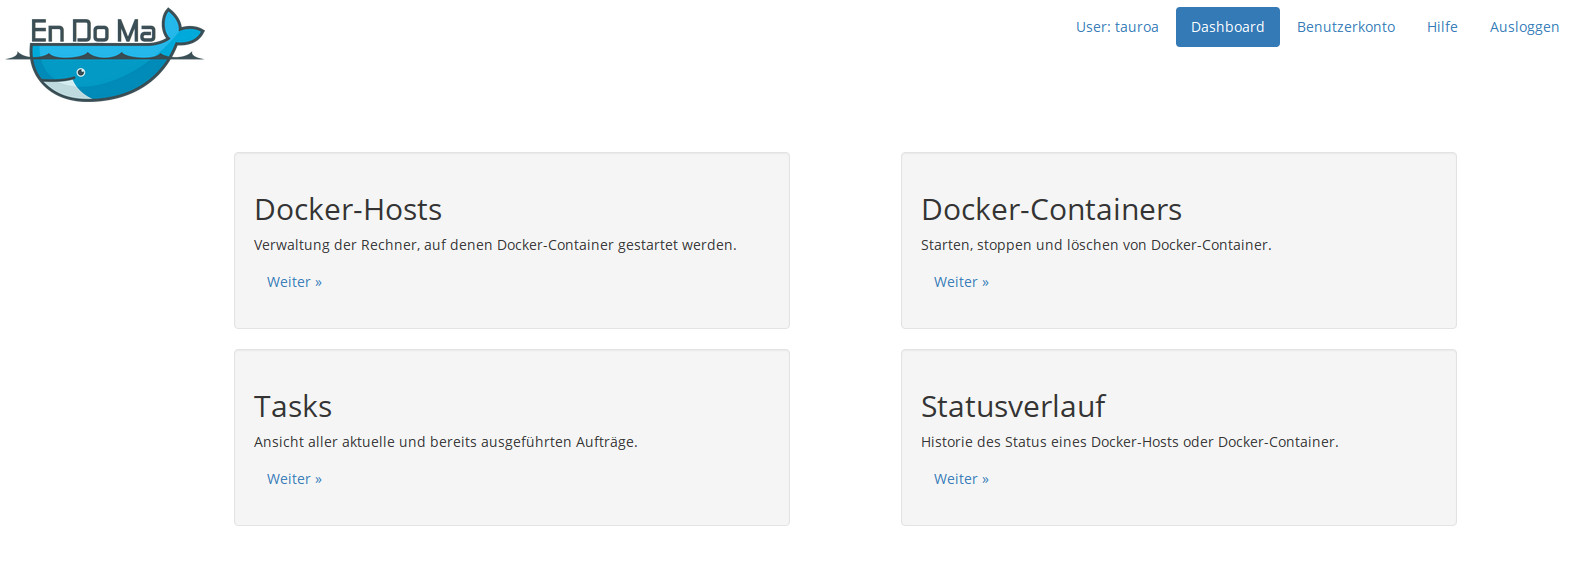 En Do Ma
User: tauroa Dashboard Benutzerkonto Hilfe Ausloggen
Docker-Hosts
Verwaltung der Rechner, auf denen Docker-Container gestartet werden.
Weiter »
Docker-Containers
Starten, stoppen und löschen von Docker-Container.
Weiter »
Tasks
Ansicht aller aktuelle und bereits ausgeführten Aufträge.
Weiter »
Statusverlauf
Historie des Status eines Docker-Hosts oder Docker-Container.
Weiter »